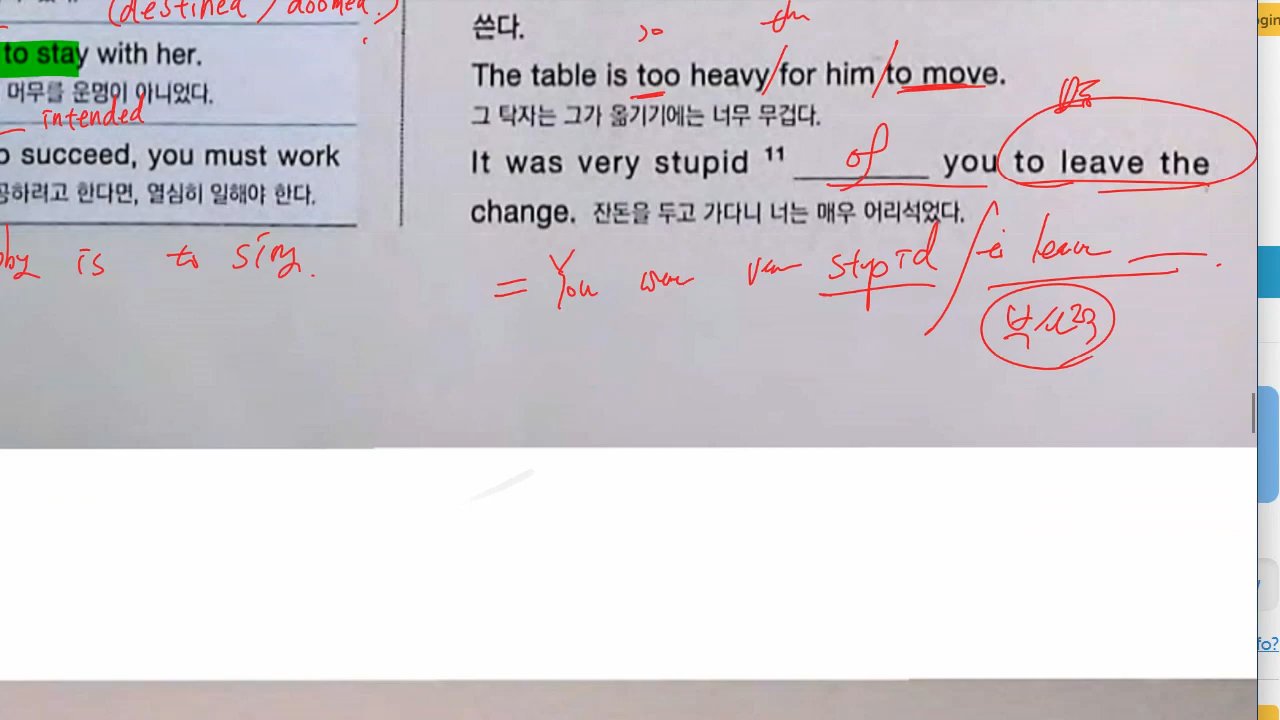 (destined / doomed.)
to stay with her.
머무를 운명이 아니었다.
intended
o succeed, you must work
공하려고 한다면, 열심히 일해야 한다.
bby is to sing.
쓴다.
so
The table is too heavy/for him/to move.
그 탁자는 그가 옮기기에는 너무 무겁다.
It was very stupid 11 of you to leave the
change. 잔돈을 두고 가다니 너는 매우 어리석었다.
= You were very stupid / to leave
gin
fo?